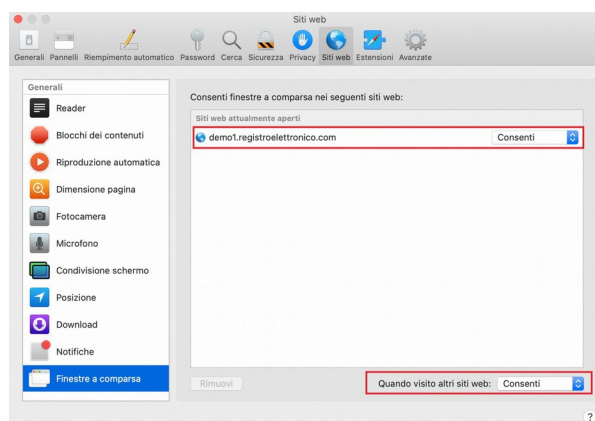 Siti web
Generali Pannelli Riempimento automatico Password Cerca Sicurezza Privacy Siti web Estensioni Avanzate
Generali
Reader
Blocchi dei contenuti
Riproduzione automatica
Dimensione pagina
Fotocamera
Microfono
Condivisione schermo
Posizione
Download
Notifiche
Finestre a comparsa
Consenti finestre a comparsa nei seguenti siti web:
Siti web attualmente aperti
demo1.registroelettronico.com Consenti
Rimuovi
Quando visito altri siti web: Consenti
?